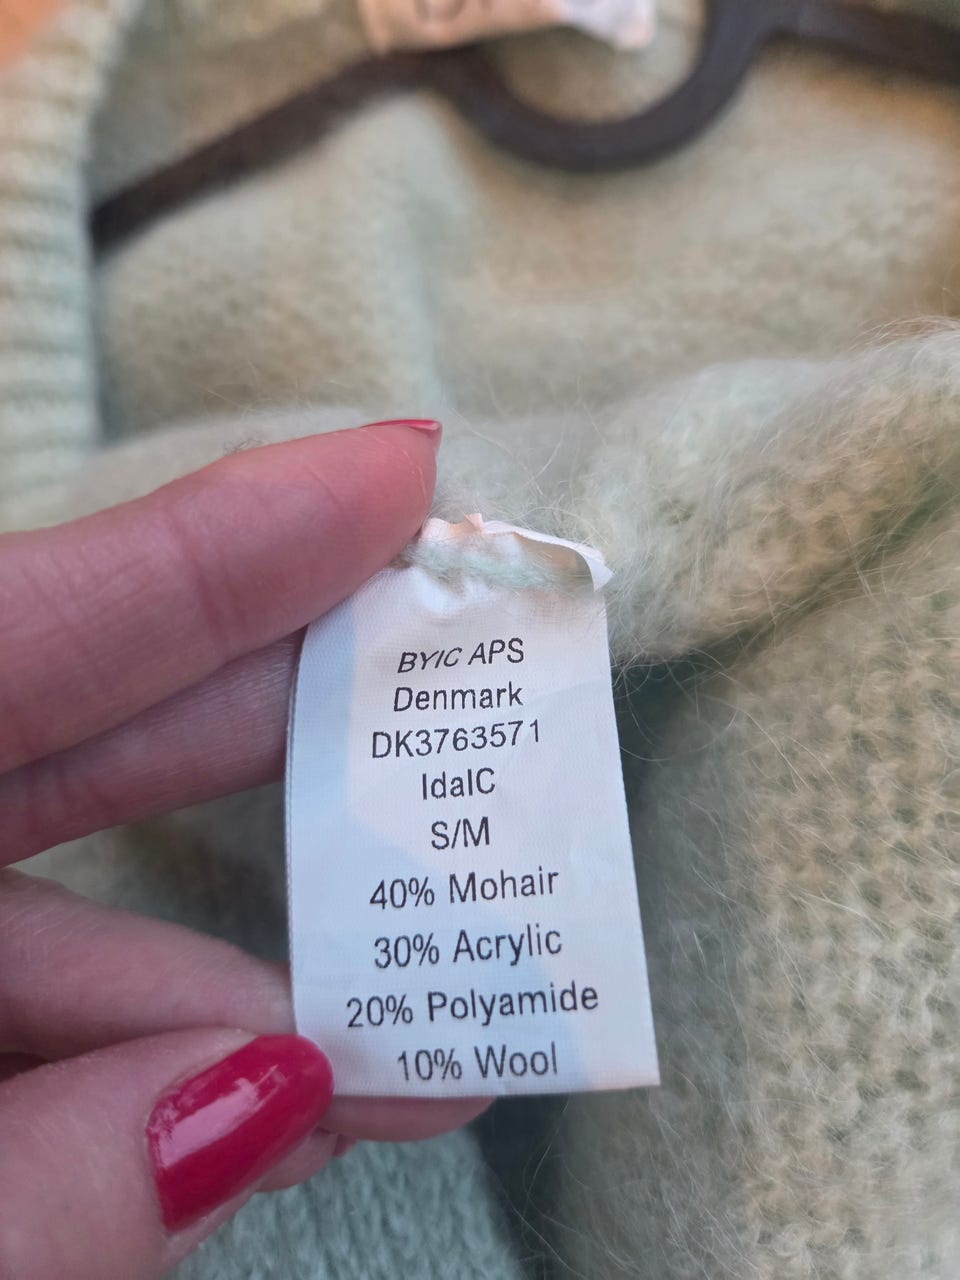 BYIC APS
Denmark
DK3763571
IdaIC
S/M
40% Mohair
30% Acrylic
20% Polyamide
10% Wool